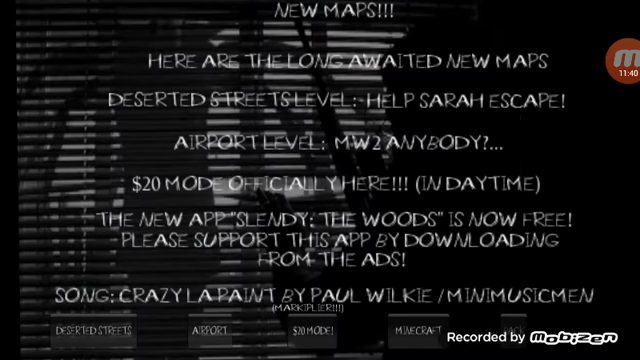 NEW MAPS!!!
HERE ARE THE LONG AWAITED NEW MAPS
11:40
DESERTED STREETS LEVEL: HELP SARAH ESCAPE!
AIRPORT LEVEL: MW2 ANYBODY?...
$20 MODE OFFICIALLY HERE!!! (IN DAYTIME)
THE NEW APP "SLENDY: THE WOODS" IS NOW FREE!
PLEASE SUPPORT THIS APP BY DOWNLOADING
FROM THE ADS!
SONG: CRAZY LA PAINT BY PAUL WILKIE / MINIMUSICMEN
(MARKIPLIER!!!)
DESERTED STREETS AIRPORT $20 MODE! MINECRAFT BACK
Recorded by mobizen